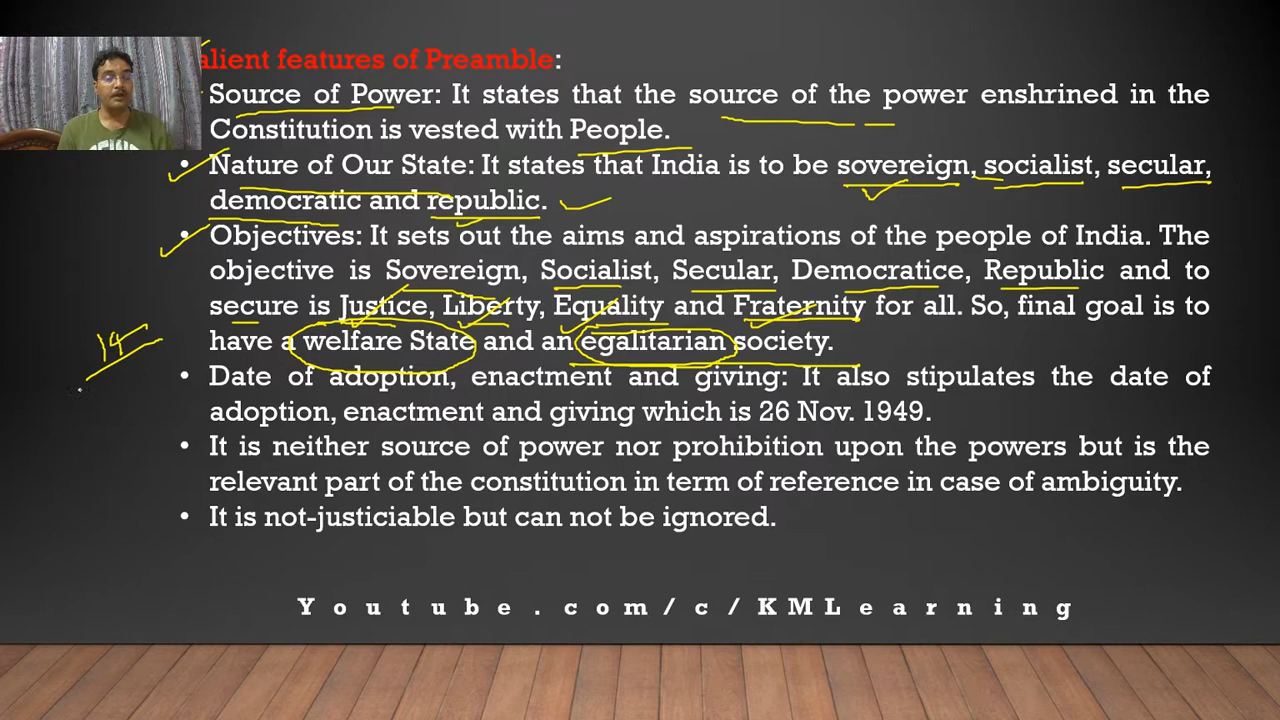 alient features of Preamble:
Source of Power: It states that the source of the power enshrined in the
Constitution is vested with People.
• Nature of Our State: It states that India is to be sovereign, socialist, secular,
democratic and republic.
• Objectives: It sets out the aims and aspirations of the people of India. The
objective is Sovereign, Socialist, Secular, Democratice, Republic and to
secure is Justice, Liberty, Equality and Fraternity for all. So, final goal is to
have a welfare State and an egalitarian society.
14
• Date of adoption, enactment and giving: It also stipulates the date of
adoption, enactment and giving which is 26 Nov. 1949.
• It is neither source of power nor prohibition upon the powers but is the
relevant part of the constitution in term of reference in case of ambiguity.
• It is not-justiciable but can not be ignored.
Youtube.com/c/KMLearning